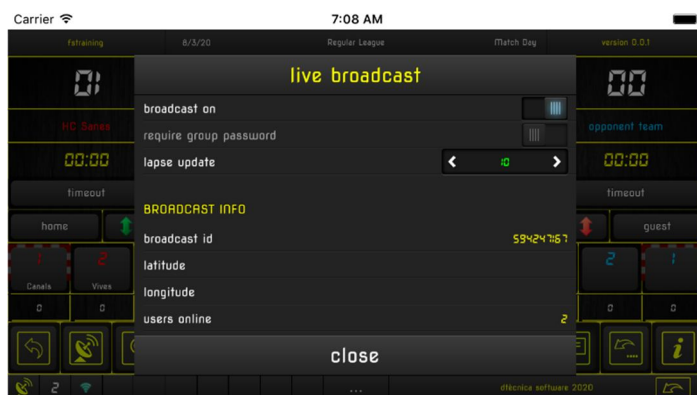 Carrier 7:08 AM
fstraining 8/3/20 Regular League Match Day version 0.0.1
live broadcast
01 00
broadcast on
HC Sanes opponent team
require group password
00:00 lapse update 10 00:00
timeout timeout
BROADCAST INFO
home guest
broadcast id 594247167
1 2 latitude 2 1
Canals Vives longitude
0 0 users online 2 0 0
close
2 ... dtècnica software 2020